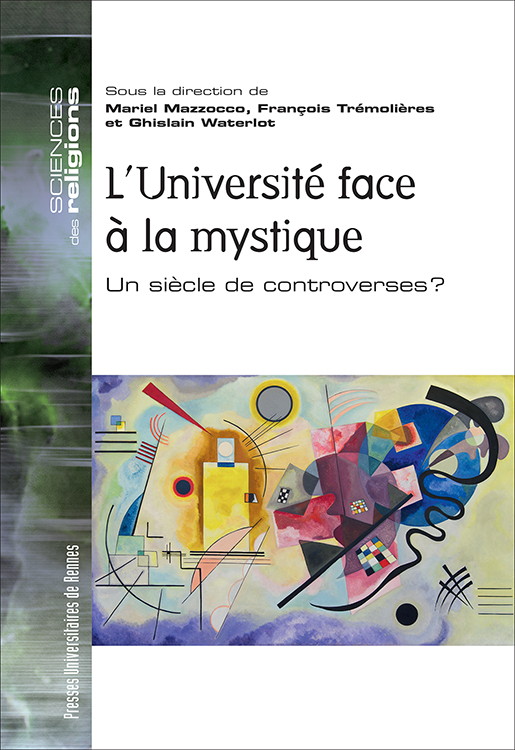 SCIENCES
des religions
Sous la direction de
Mariel Mazzocco, François Trémolières
et Ghislain Waterlot
L'Université face
à la mystique
Un siècle de controverses ?
Presses Universitaires de Rennes